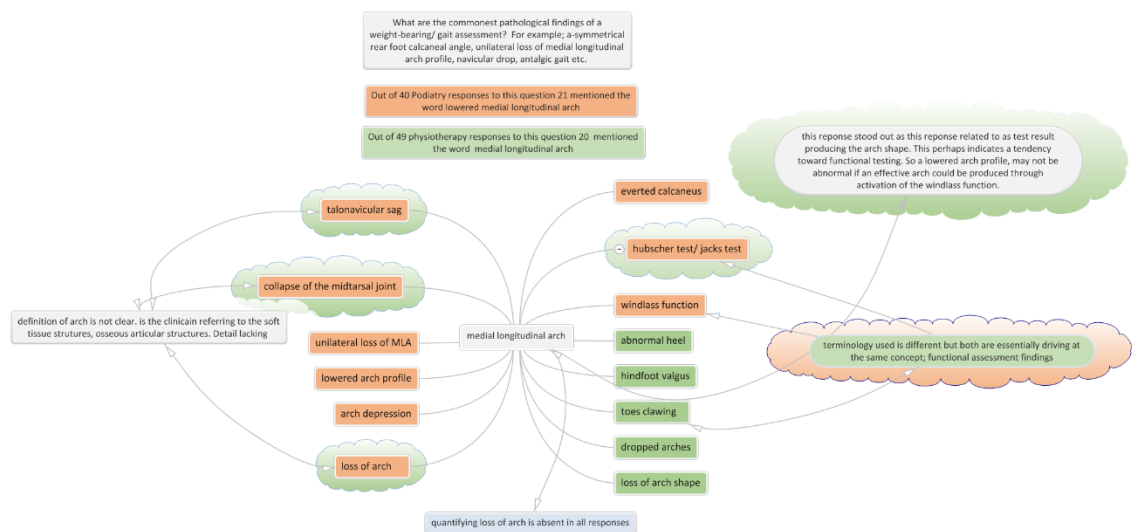 What are the commonest pathological findings of a
weight-bearing/ gait assessment?  For example; a-symmetrical
rear foot calcaneal angle, unilateral loss of medial longitudinal
arch profile, navicular drop, antalgic gait etc.
Out of 40 Podiatry responses to this question 21 mentioned the
word lowered medial longitudinal arch
Out of 49 physiotherapy responses to this question 20  mentioned
the word  medial longitudinal arch
this reponse stood out as this reponse related to as test result
producing the arch shape. This perhaps indicates a tendency
toward functional testing. So a lowered arch profile, may not be
abnormal if an effective arch could be produced through
activation of the windlass function.
talonavicular sag
collapse of the midtarsal joint
definition of arch is not clear. is the clinicain referring to the soft
tissue strutures, osseous articular structures. Detail lacking
unilateral loss of MLA
lowered arch profile
arch depression
loss of arch
medial longitudinal arch
everted calcaneus
hubscher test/ jacks test
windlass function
abnormal heel
hindfoot valgus
toes clawing
dropped arches
loss of arch shape
terminology used is different but both are essentially driving at
the same concept; functional assessment findings
quantifying loss of arch is absent in all responses